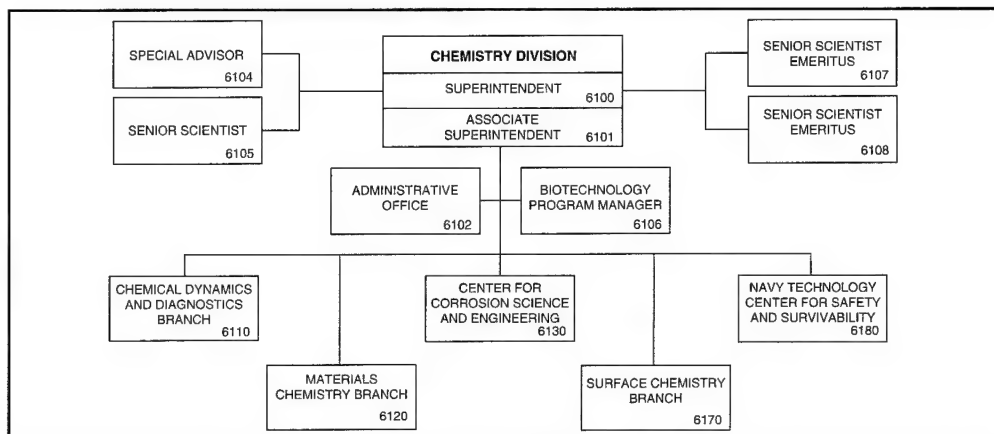 SPECIAL ADVISOR
6104
SENIOR SCIENTIST
6105
CHEMISTRY DIVISION
SUPERINTENDENT
6100
ASSOCIATE
SUPERINTENDENT
6101
SENIOR SCIENTIST
EMERITUS
6107
SENIOR SCIENTIST
EMERITUS
6108
ADMINISTRATIVE
OFFICE
6102
BIOTECHNOLOGY
PROGRAM MANAGER
6106
CHEMICAL DYNAMICS
AND DIAGNOSTICS
BRANCH
6110
MATERIALS
CHEMISTRY BRANCH
6120
CENTER FOR
CORROSION SCIENCE
AND ENGINEERING
6130
SURFACE CHEMISTRY
BRANCH
6170
NAVY TECHNOLOGY
CENTER FOR SAFETY
AND SURVIVABILITY
6180